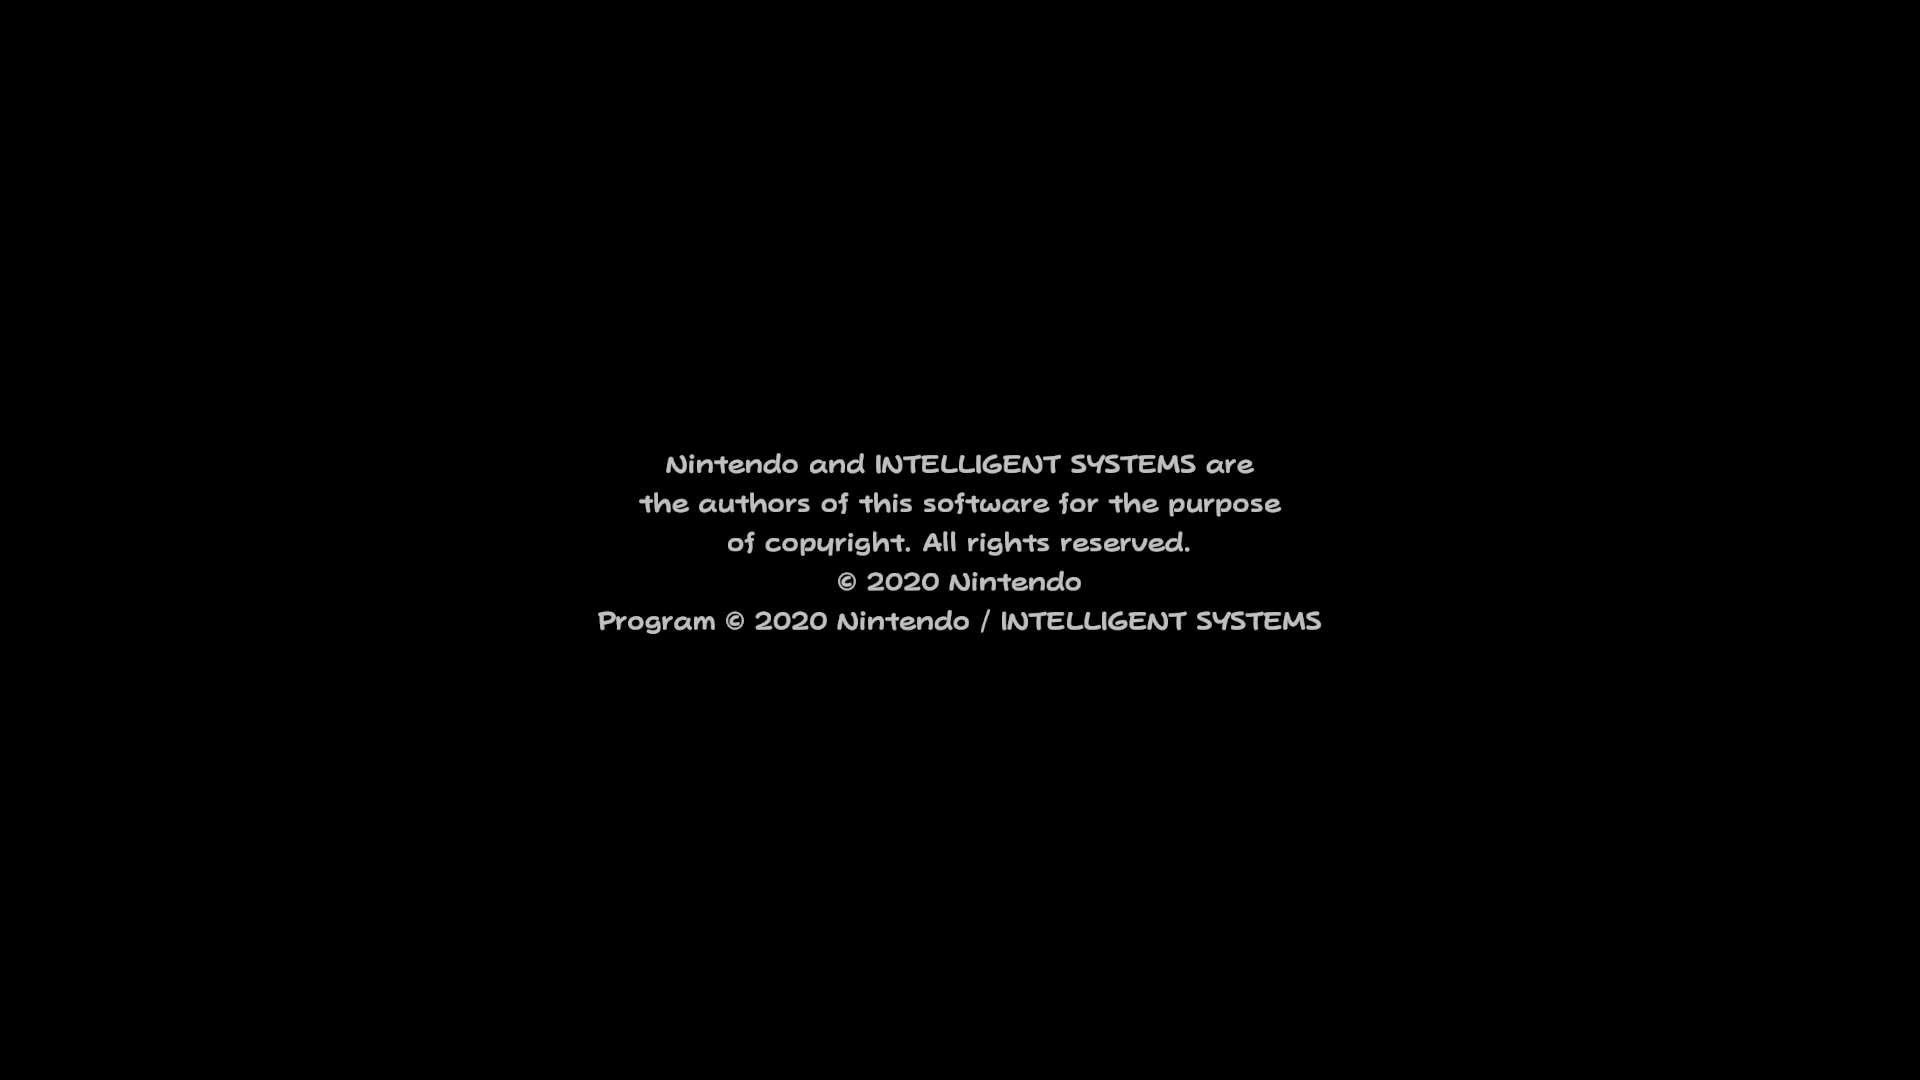 Nintendo and INTELLIGENT SYSTEMS are
the authors of this software for the purpose
of copyright. All rights reserved.
© 2020 Nintendo
Program © 2020 Nintendo / INTELLIGENT SYSTEMS